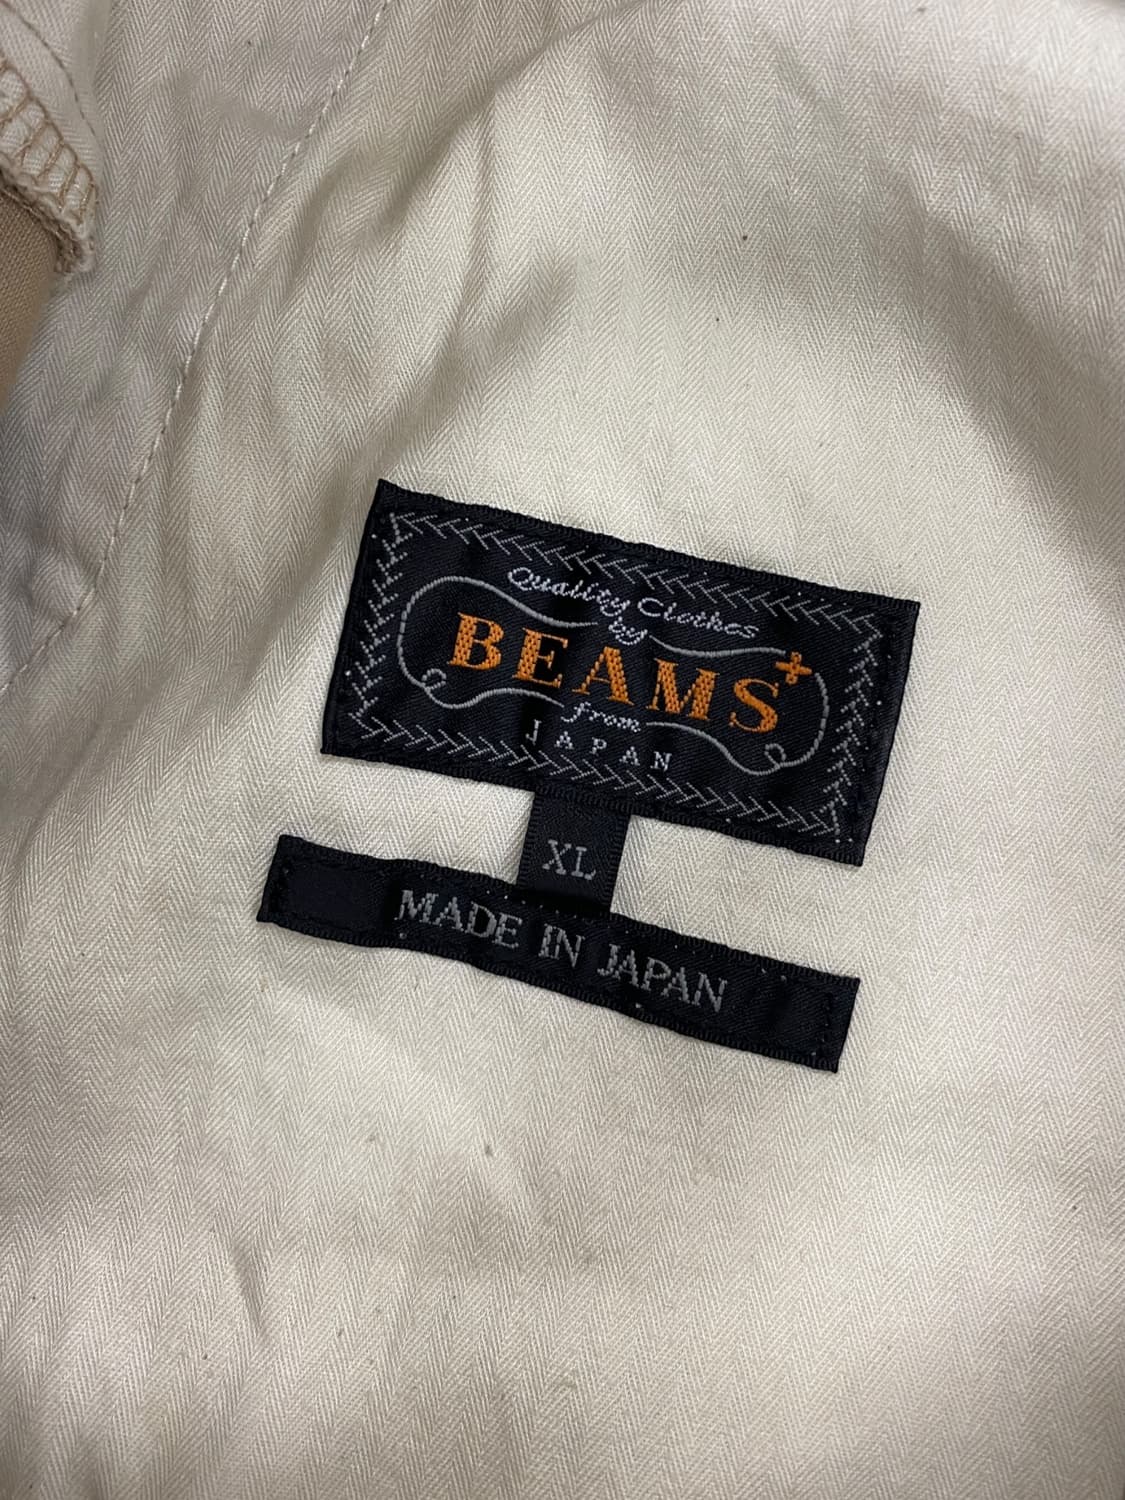 Quality Clothes
by
BEAMS+
from
JAPAN
XL
MADE IN JAPAN